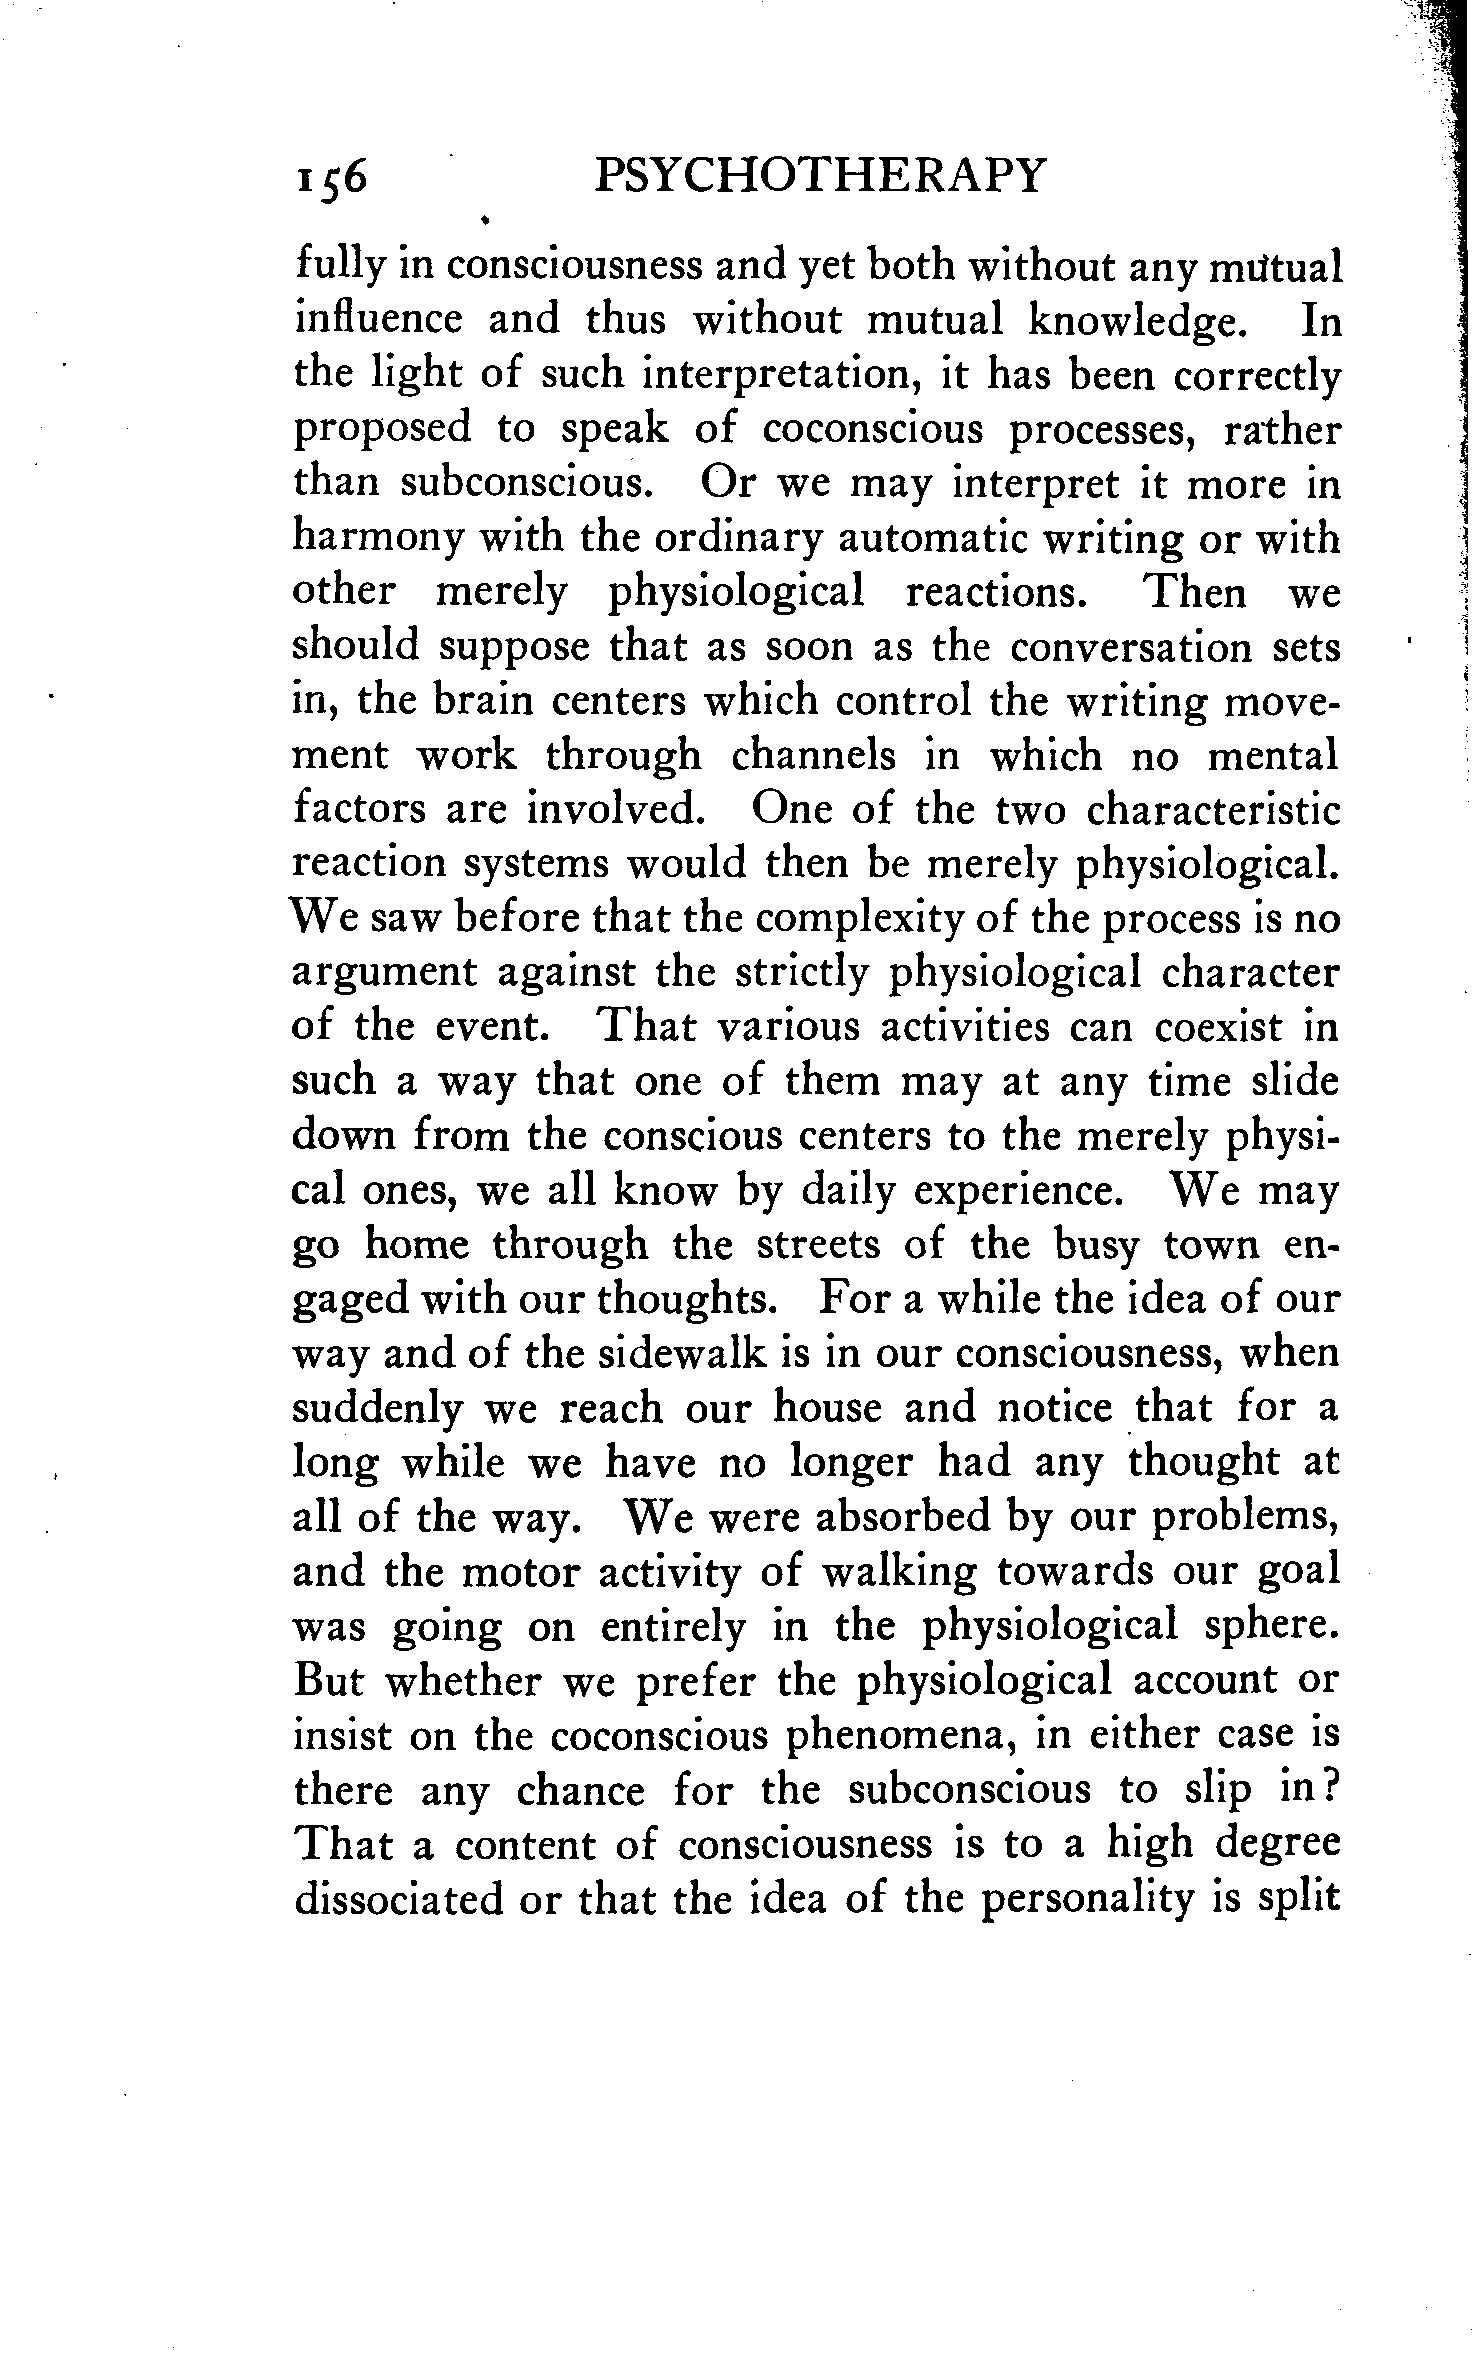 156 PSYCHOTHERAPY
fully in consciousness and yet both without any mutual
influence and thus without mutual knowledge. In
the light of such interpretation, it has been correctly
proposed to speak of coconscious processes, rather
than subconscious. Or we may interpret it more in
harmony with the ordinary automatic writing or with
other merely physiological reactions. Then we
should suppose that as soon as the conversation sets
in, the brain centers which control the writing move-
ment work through channels in which no mental
factors are involved. One of the two characteristic
reaction systems would then be merely physiological.
We saw before that the complexity of the process is no
argument against the strictly physiological character
of the event. That various activities can coexist in
such a way that one of them may at any time slide
down from the conscious centers to the merely physi-
cal ones, we all know by daily experience. We may
go home through the streets of the busy town en-
gaged with our thoughts. For a while the idea of our
way and of the sidewalk is in our consciousness, when
suddenly we reach our house and notice that for a
long while we have no longer had any thought at
all of the way. We were absorbed by our problems,
and the motor activity of walking towards our goal
was going on entirely in the physiological sphere.
But whether we prefer the physiological account or
insist on the coconscious phenomena, in either case is
there any chance for the subconscious to slip in?
That a content of consciousness is to a high degree
dissociated or that the idea of the personality is split